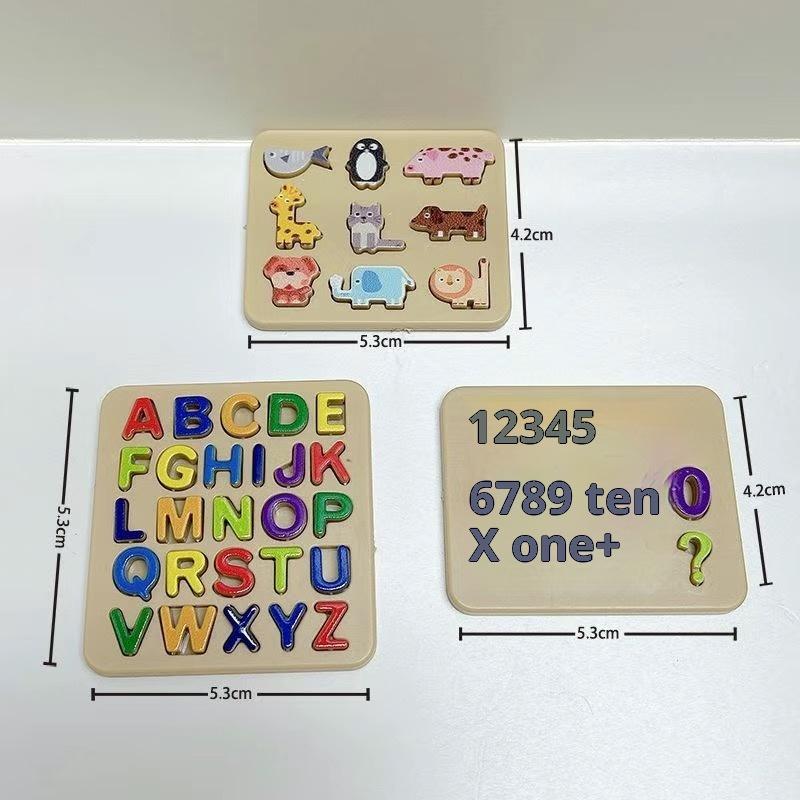 4.2cm
5.3cm
ABCDE
FGHIJK
LMNOP
QRSTU
VWXYZ
5.3cm
5.3cm
12345
6789 ten 0
X one+ ?
4.2cm
5.3cm